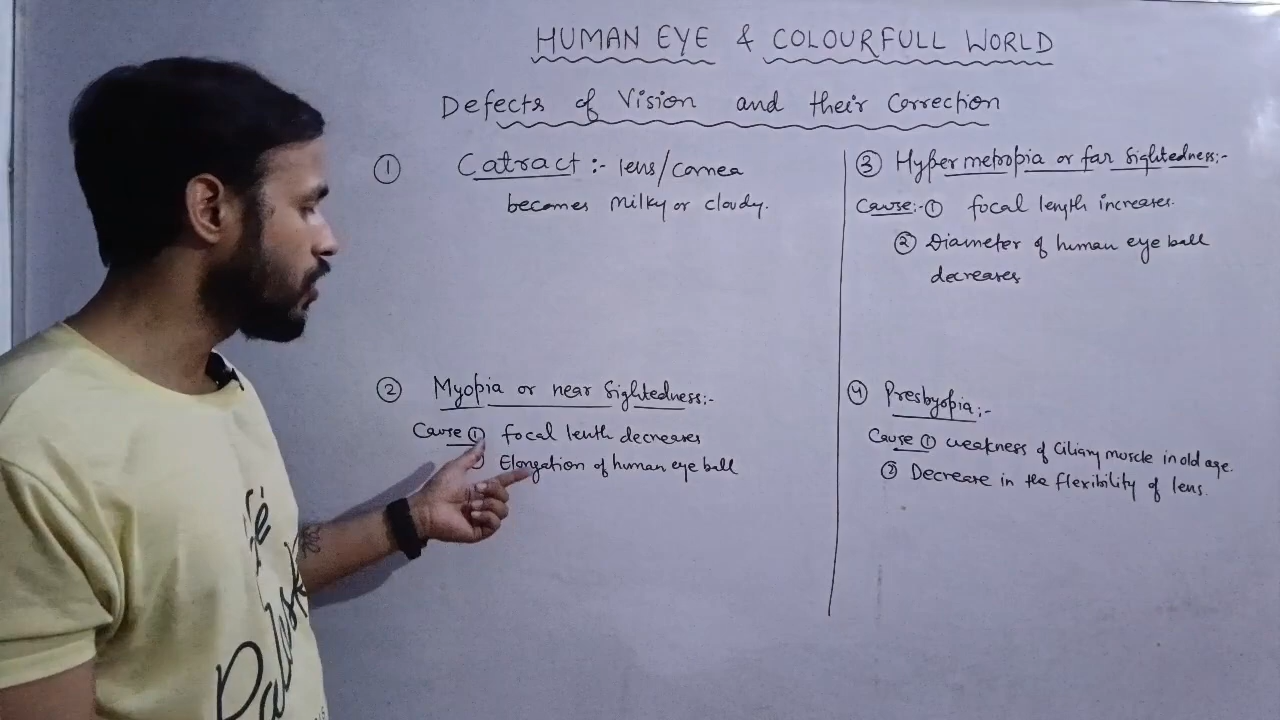 HUMAN EYE & COLOURFULL WORLD
Defects of Vision and their Correction
① Catract :- lens/Cornea
becomes Milky or cloudy.
② Myopia or near Sightedness:-
Cause ① focal lenth decreases
Elongation of human eye ball
③ Hypermetropia or far Sightedness:-
Cause:- ① focal length increases.
② Diameter of human eye ball
decreases
④ Presbyopia:-
Cause ① weakness of Ciliary muscle in old age.
② Decrease in the flexibility of lens.